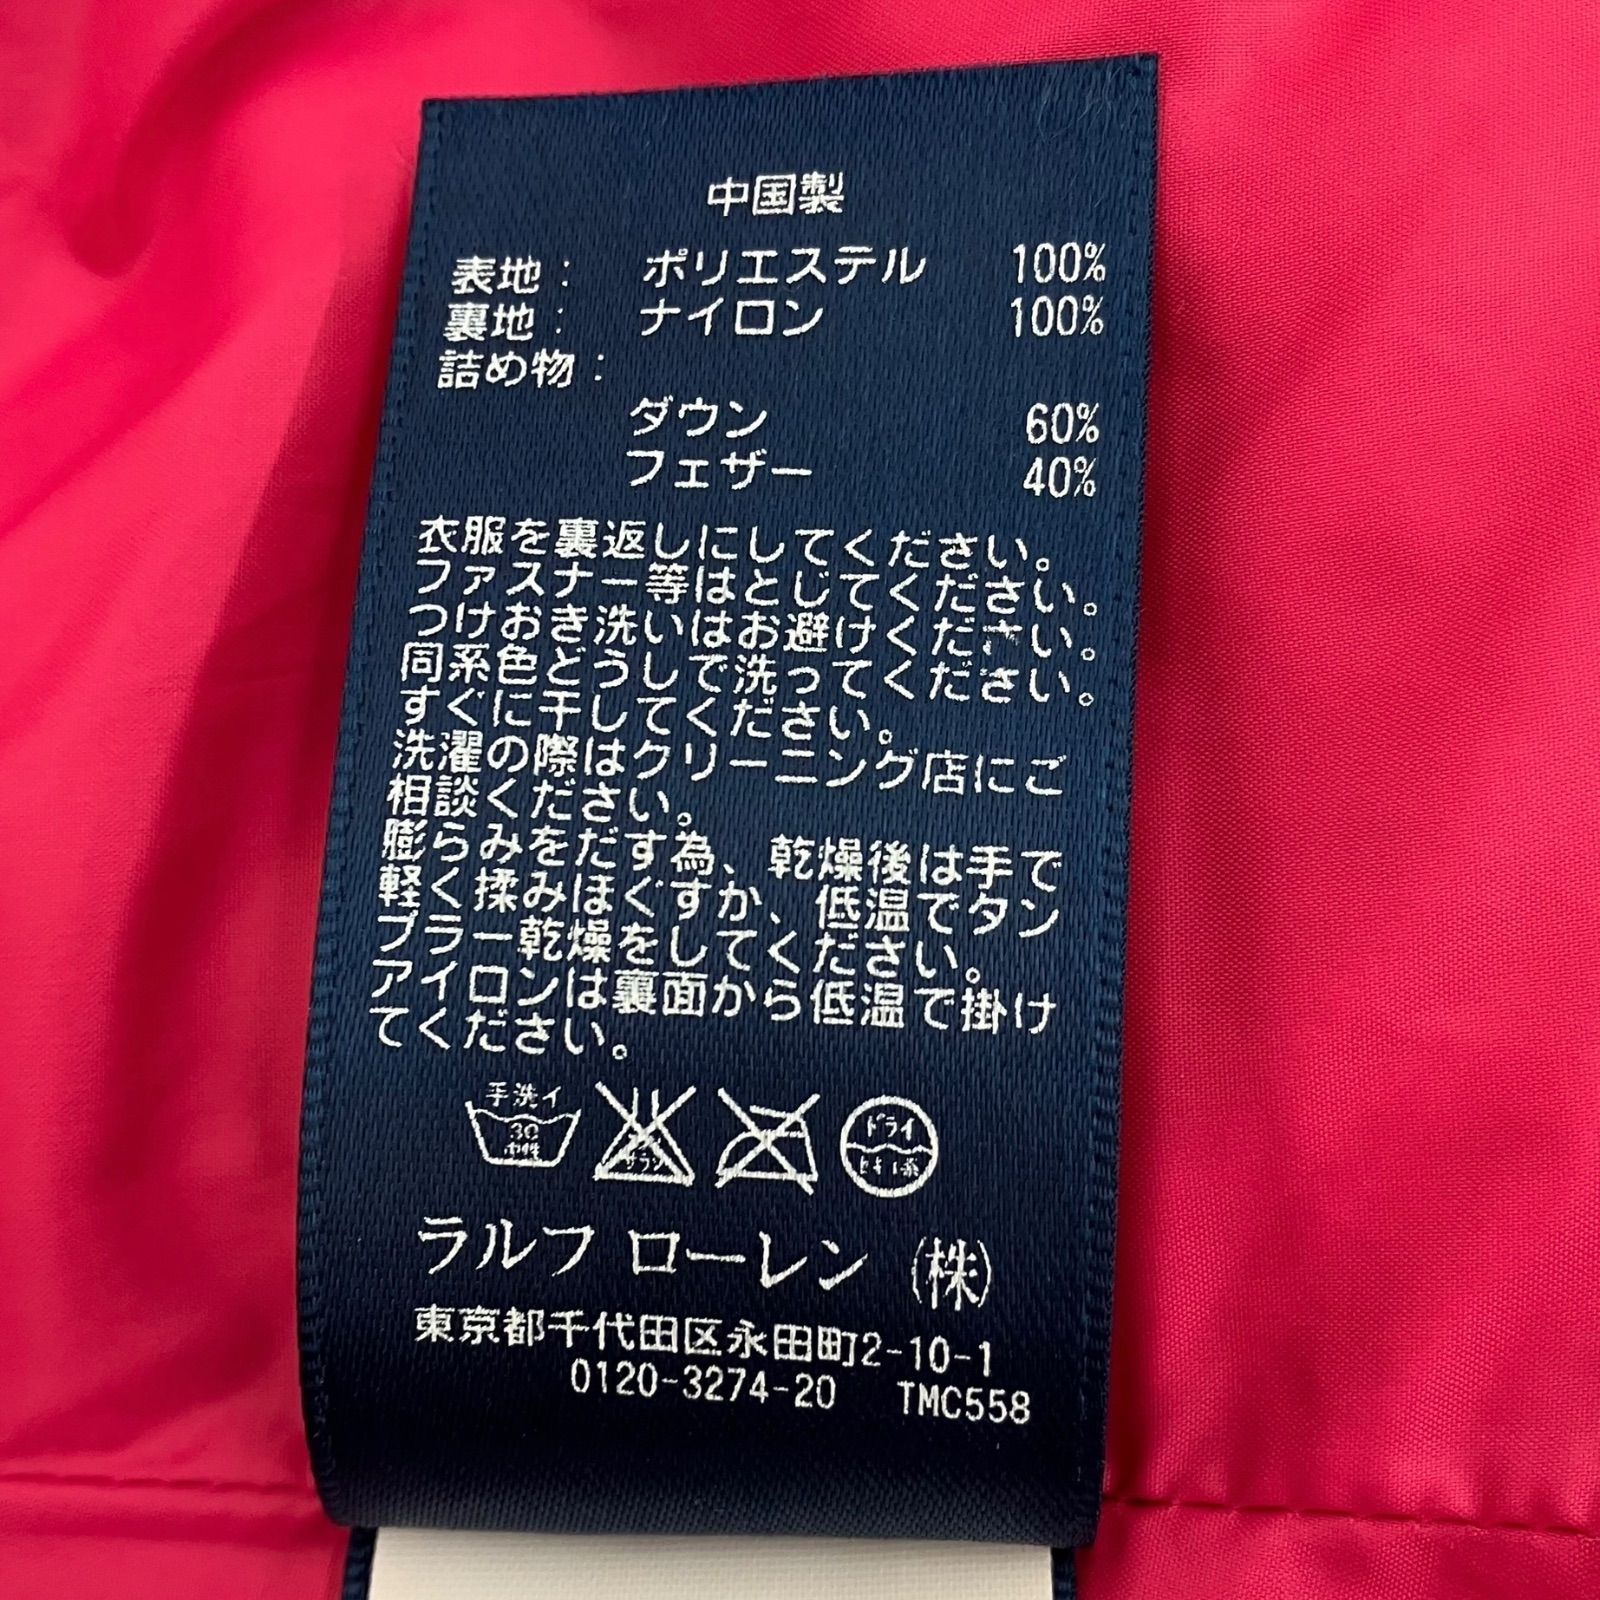 中国製
表地： ポリエステル 100%
裏地： ナイロン 100%
詰め物：
ダウン 60%
フェザー 40%
衣服を裏返しにしてください。
ファスナー等はとじてください。
つけおき洗いはお避けください。
同系色どうしで洗ってください。
すぐに干してください。
洗濯の際はクリーニング店にご
相談ください。
膨らみをだす為、乾燥後は手で
軽く揉みほぐすか、低温でタン
ブラー乾燥をしてください。
アイロンは裏面から低温で掛け
てください。
手洗イ
30
中性
サラシ
ドライ
セキユ系
ラルフ ローレン (株)
東京都千代田区永田町2-10-1
0120-3274-20 TMC558